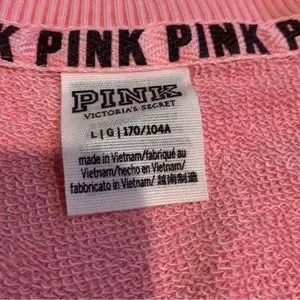 K PINK PINK P
PINK
VICTORIA'S SECRET
L | G | 170/104A
made in Vietnam/fabriqué au
Vietnam/hecho en Vietnam/
fabbricato in Vietnam/ 越南制造